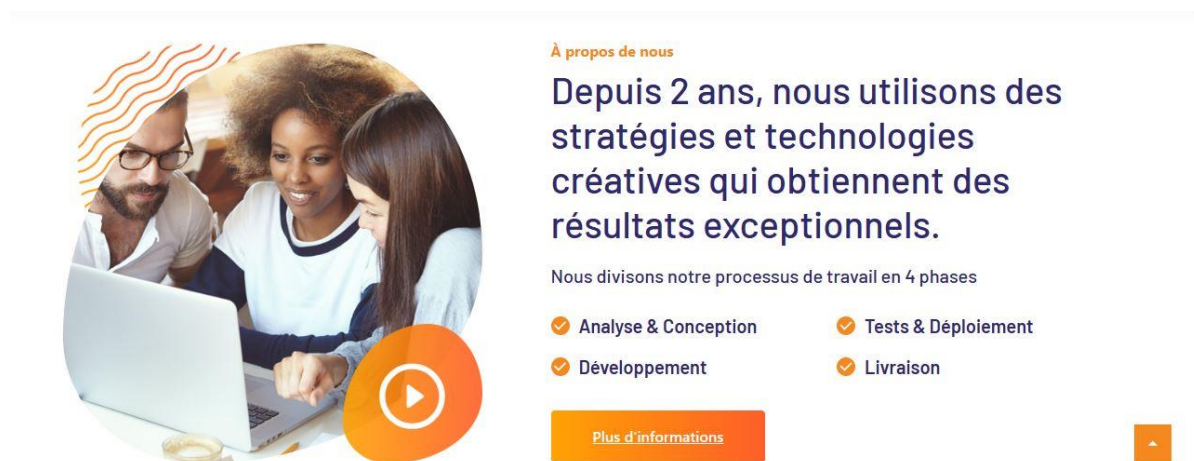 À propos de nous
Depuis 2 ans, nous utilisons des
stratégies et technologies
créatives qui obtiennent des
résultats exceptionnels.
Nous divisons notre processus de travail en 4 phases
Analyse & Conception
Tests & Déploiement
Développement
Livraison
Plus d'informations